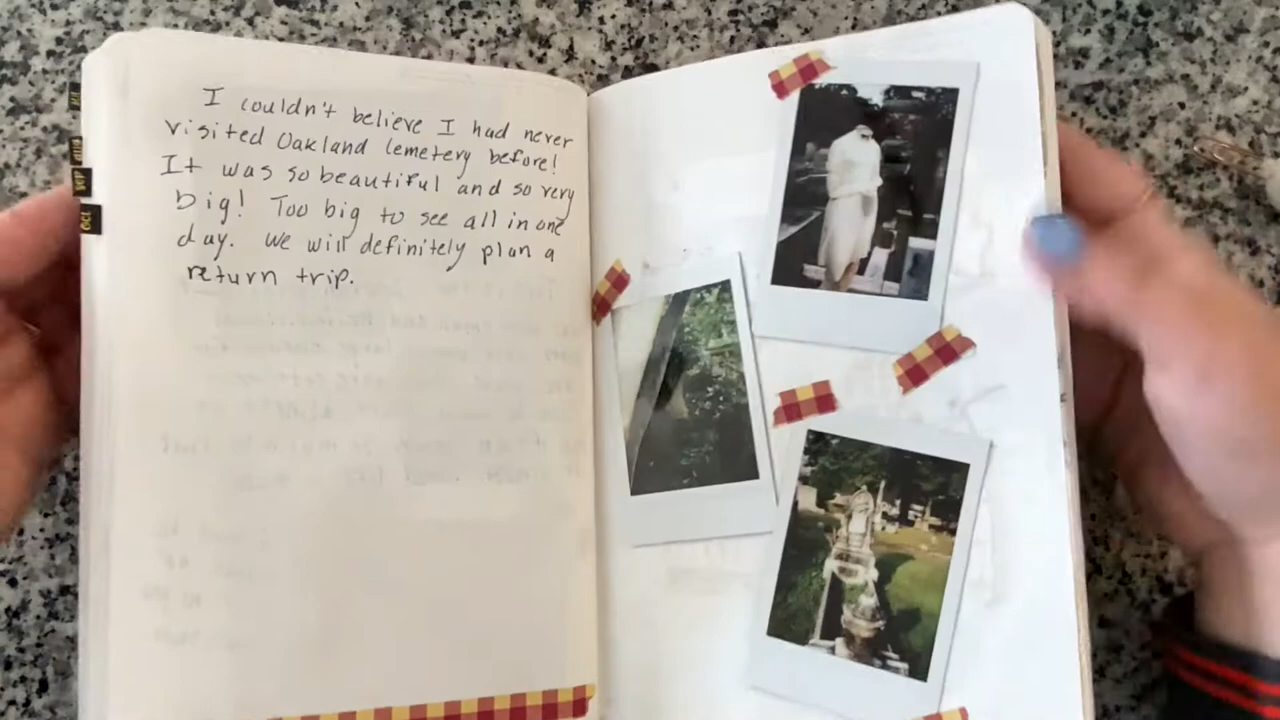 I couldn't believe I had never
visited Oakland Cemetery before!
It was so beautiful and so very
big! Too big to see all in one
day. We will definitely plan a
return trip.
OCT